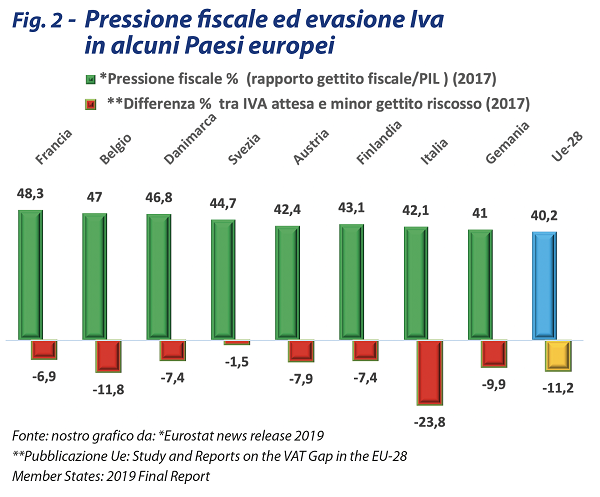 Fig. 2 - Pressione fiscale ed evasione Iva
in alcuni Paesi europei
*Pressione fiscale % (rapporto gettito fiscale/PIL ) (2017)
**Differenza % tra IVA attesa e minor gettito riscosso (2017)
Francia
Belgio
Danimarca
Svezia
Austria
Finlandia
Italia
Gemania
Ue-28
48,3
47
46,8
44,7
42,4
43,1
42,1
41
40,2
-6,9
-11,8
-7,4
-1,5
-7,9
-7,4
-23,8
-9,9
-11,2
Fonte: nostro grafico da: *Eurostat news release 2019
**Pubblicazione Ue: Study and Reports on the VAT Gap in the EU-28
Member States: 2019 Final Report